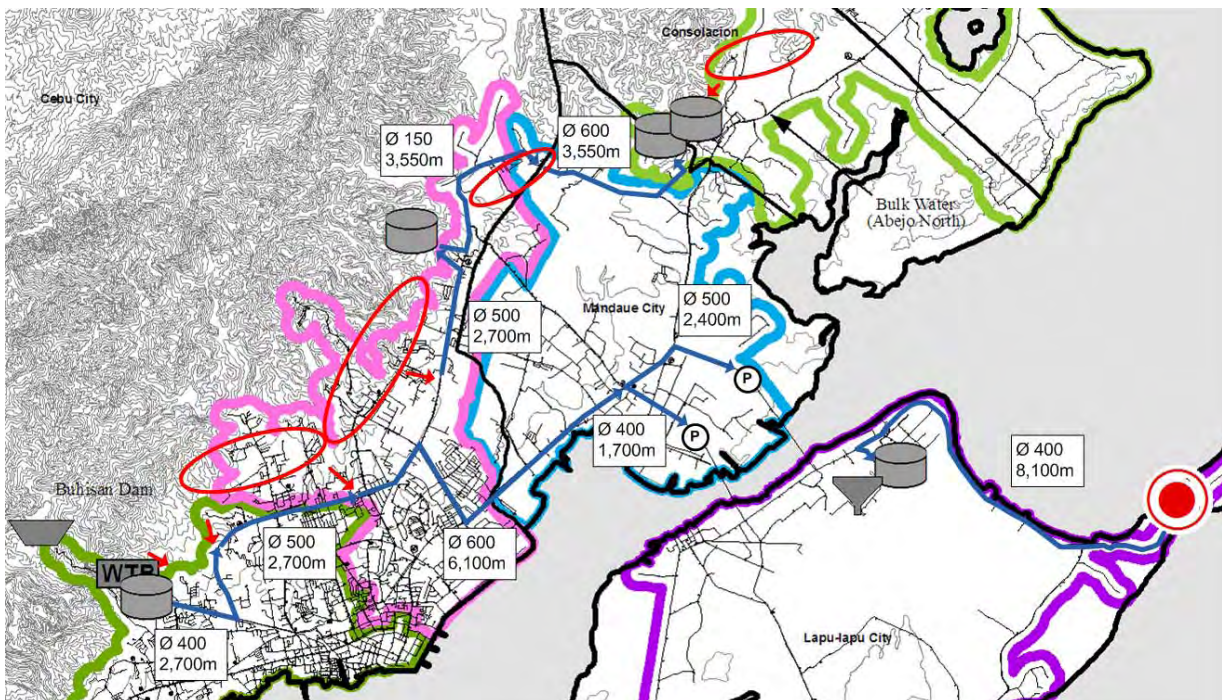 Consolacion
Cebu City
Ø 150
3,550m
Ø 600
3,550m
Bulk Water
(Abejo North)
Mandaue City
Ø 500
2,400m
Ø 500
2,700m
Ø 400
1,700m
P
P
Ø 400
8,100m
Buhisan Dam
WTP
Ø 500
2,700m
Ø 600
6,100m
Ø 400
2,700m
Lapu-lapu City